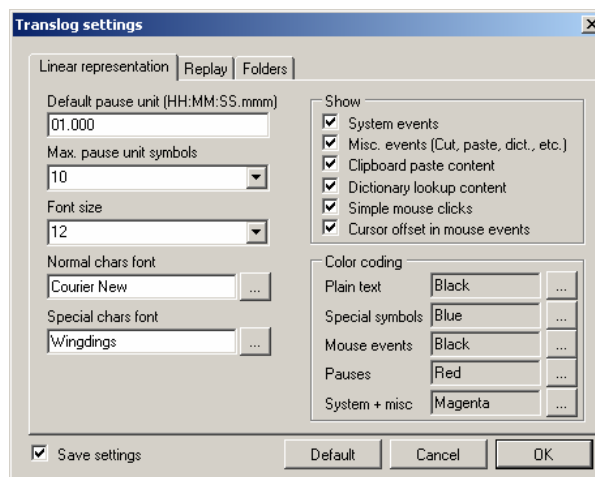 Translog settings
Linear representation Replay Folders
Default pause unit (HH:MM:SS.mmm)
01.000
Max. pause unit symbols
10
Font size
12
Normal chars font
Courier New ...
Special chars font
Wingdings ...
Show
System events
Misc. events (Cut, paste, dict., etc.)
Clipboard paste content
Dictionary lookup content
Simple mouse clicks
Cursor offset in mouse events
Color coding
Plain text Black ...
Special symbols Blue ...
Mouse events Black ...
Pauses Red ...
System + misc Magenta ...
Save settings Default Cancel OK